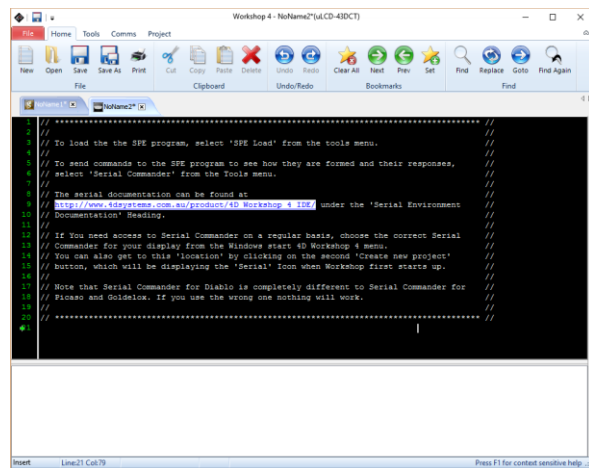 Workshop 4 - NoName2*(uLCD-43DCT)
File Home Tools Comms Project
New Open Save Save As Print Cut Copy Paste Delete Undo Redo Clear All Next Prev Set Find Replace Goto Find Again
File Clipboard Undo/Redo Bookmarks Find
NoName1* NoName2*
1 // ************************************************************************************** //
2 // //
3 // To load the the SPE program, select 'SPE Load' from the tools menu. //
4 // //
5 // To send commands to the SPE program to see how they are formed and their responses, //
6 // select 'Serial Commander' from the Tools menu. //
7 // //
8 // The serial documentation can be found at //
9 // http://www.4dsystems.com.au/product/4D Workshop 4 IDE/ under the 'Serial Environment //
10 // Documentation' Heading. //
11 // //
12 // If You need access to Serial Commander on a regular basis, choose the correct Serial //
13 // Commander for your display from the Windows start 4D Workshop 4 menu. //
14 // You can also get to this 'location' by clicking on the second 'Create new project' //
15 // button, which will be displaying the 'Serial' Icon when Workshop first starts up. //
16 // //
17 // Note that Serial Commander for Diablo is completely different to Serial Commander for //
18 // Picaso and Goldelox. If you use the wrong one nothing will work. //
19 // //
20 // ************************************************************************************** //
21
Insert Line:21 Col:79 Press F1 for context sensitive help